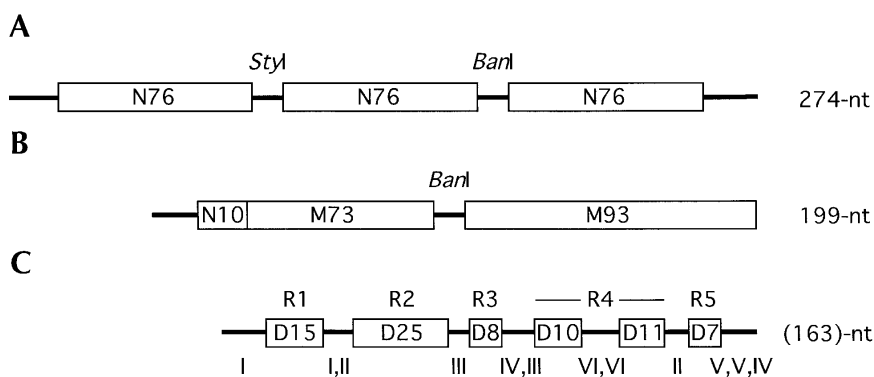 A
StyI BanI
N76 N76 N76 274-nt
B
BanI
N10 M73 M93 199-nt
C
R1 R2 R3 R4 R5
D15 D25 D8 D10 D11 D7 (163)-nt
I I,II III IV,III VI,VI II V,V,IV